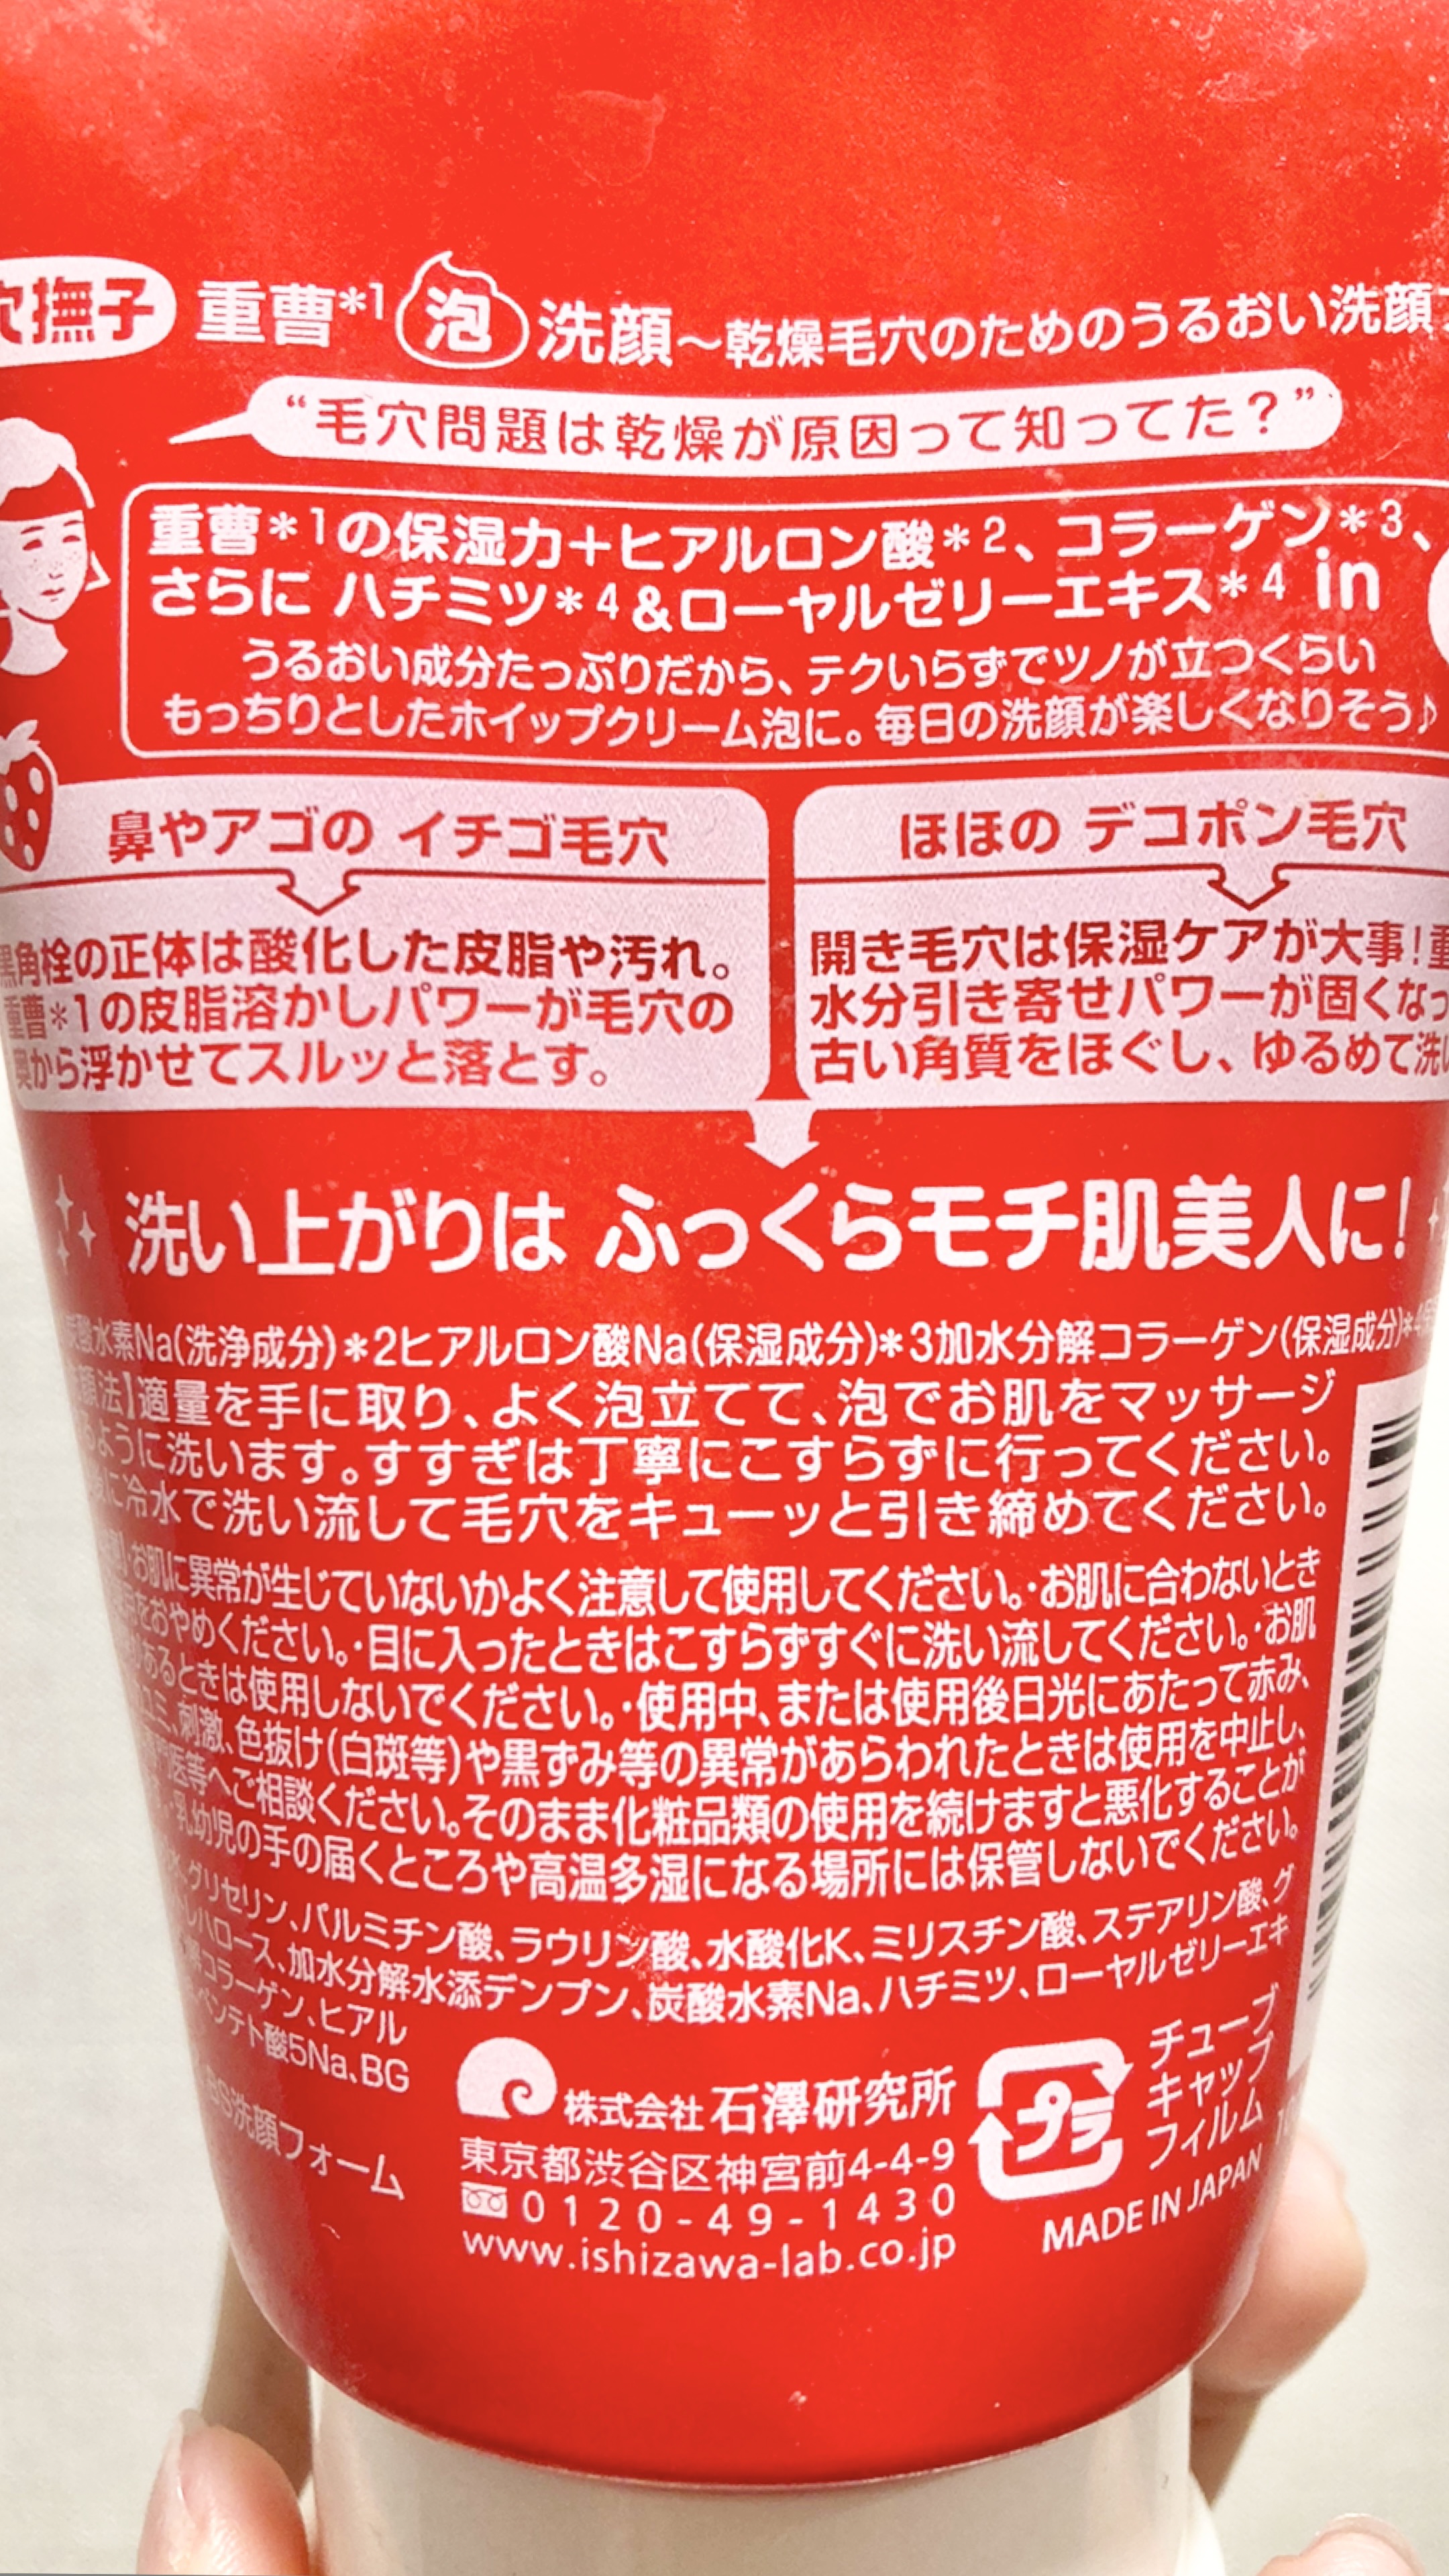 撫子 重曹*1 泡 洗顔～乾燥毛穴のためのうるおい洗顔
“毛穴問題は乾燥が原因って知ってた？”
重曹*1の保湿力+ヒアルロン酸*2、コラーゲン*3、
さらに ハチミツ*4&ローヤルゼリーエキス*4 in
うるおい成分たっぷりだから、テクいらずでツノが立つくらい
もっちりとしたホイップクリーム泡に。毎日の洗顔が楽しくなりそう♪
鼻やアゴの イチゴ毛穴
黒角栓の正体は酸化した皮脂や汚れ。
重曹*1の皮脂溶かしパワーが毛穴の
奥から浮かせてスルッと落とす。
ほほの デコポン毛穴
開き毛穴は保湿ケアが大事！重
水分引き寄せパワーが固くなっ
古い角質をほぐし、ゆるめて洗い
洗い上がりは ふっくらモチ肌美人に！
酸水素Na(洗浄成分)*2ヒアルロン酸Na(保湿成分)*3加水分解コラーゲン(保湿成分)*4
顔法】適量を手に取り、よく泡立てて、泡でお肌をマッサージ
るように洗います。すすぎは丁寧にこすらずに行ってください。
後に冷水で洗い流して毛穴をキューッと引き締めてください。
・お肌に異常が生じていないかよく注意して使用してください。・お肌に合わないとき
をおやめください。・目に入ったときはこすらずすぐに洗い流してください。・お肌
があるときは使用しないでください。・使用中、または使用後日光にあたって赤み、
ユミ、刺激、色抜け(白斑等)や黒ずみ等の異常があらわれたときは使用を中止し、
門医等へご相談ください。そのまま化粧品類の使用を続けますと悪化することが
・乳幼児の手の届くところや高温多湿になる場所には保管しないでください。
グリセリン、パルミチン酸、ラウリン酸、水酸化K、ミリスチン酸、ステアリン酸、グ
レハロース、加水分解水添デンプン、炭酸水素Na、ハチミツ、ローヤルゼリーエキ
解コラーゲン、ヒアル
ペンテト酸5Na、BG
BS洗顔フォーム
株式会社 石澤研究所
東京都渋谷区神宮前4-4-9
0120-49-1430
www.ishizawa-lab.co.jp
プラ
チューブ
キャップ
フィルム
MADE IN JAPAN